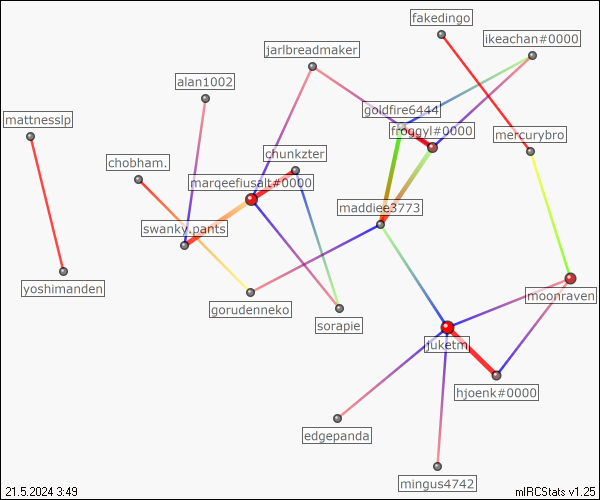 fakedingo
ikeachan#0000
jarlbreadmaker
alan1002
goldfire6444
mattnesslp
froggyl#0000
mercurybro
chunkzter
chobham.
marqeefiusalt#0000
maddiee3773
swanky.pants
yoshimanden
moonraven
gorudenneko
sorapie
juketm
hjoenk#0000
edgepanda
mingus4742
21.5.2024 3:49
mIRCStats v1.25